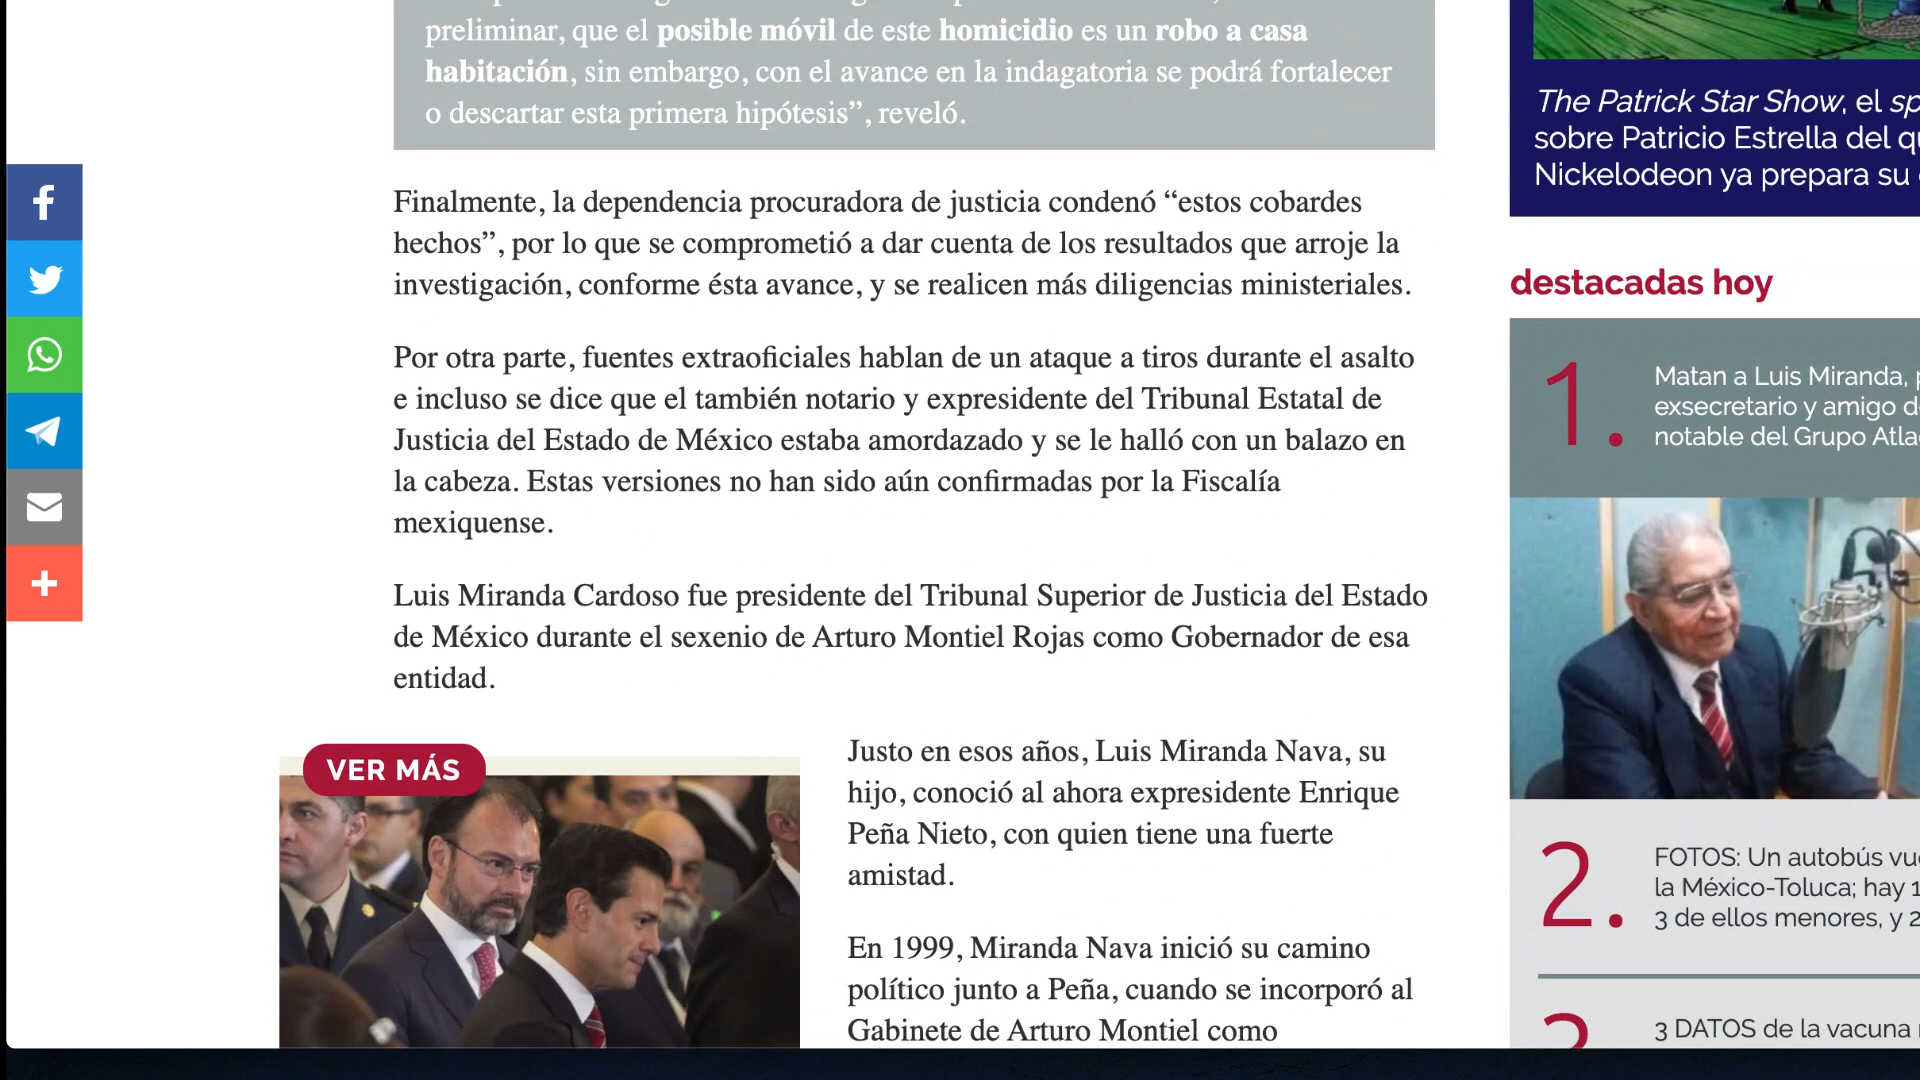 preliminar, que el posible móvil de este homicidio es un robo a casa
habitación, sin embargo, con el avance en la indagatoria se podrá fortalecer
o descartar esta primera hipótesis”, reveló.
Finalmente, la dependencia procuradora de justicia condenó “estos cobardes
hechos”, por lo que se comprometió a dar cuenta de los resultados que arroje la
investigación, conforme ésta avance, y se realicen más diligencias ministeriales.
Por otra parte, fuentes extraoficiales hablan de un ataque a tiros durante el asalto
e incluso se dice que el también notario y expresidente del Tribunal Estatal de
Justicia del Estado de México estaba amordazado y se le halló con un balazo en
la cabeza. Estas versiones no han sido aún confirmadas por la Fiscalía
mexiquense.
Luis Miranda Cardoso fue presidente del Tribunal Superior de Justicia del Estado
de México durante el sexenio de Arturo Montiel Rojas como Gobernador de esa
entidad.
VER MÁS
Justo en esos años, Luis Miranda Nava, su
hijo, conoció al ahora expresidente Enrique
Peña Nieto, con quien tiene una fuerte
amistad.
En 1999, Miranda Nava inició su camino
político junto a Peña, cuando se incorporó al
Gabinete de Arturo Montiel como
The Patrick Star Show, el sp
sobre Patricio Estrella del qu
Nickelodeon ya prepara su
destacadas hoy
1.
Matan a Luis Miranda, p
exsecretario y amigo d
notable del Grupo Atla
2.
FOTOS: Un autobús vu
la México-Toluca; hay 1
3 de ellos menores, y 2
3 DATOS de la vacuna